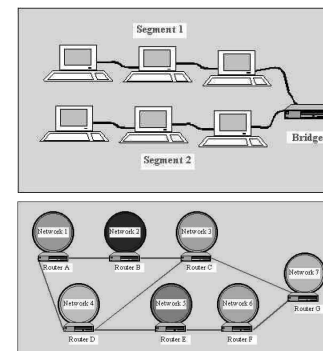 Segment 1
Bridge
Segment 2
Network 1
Network 2
Network 3
Router A
Router B
Router C
Network 7
Router G
Network 4
Network 5
Network 6
Router D
Router E
Router F